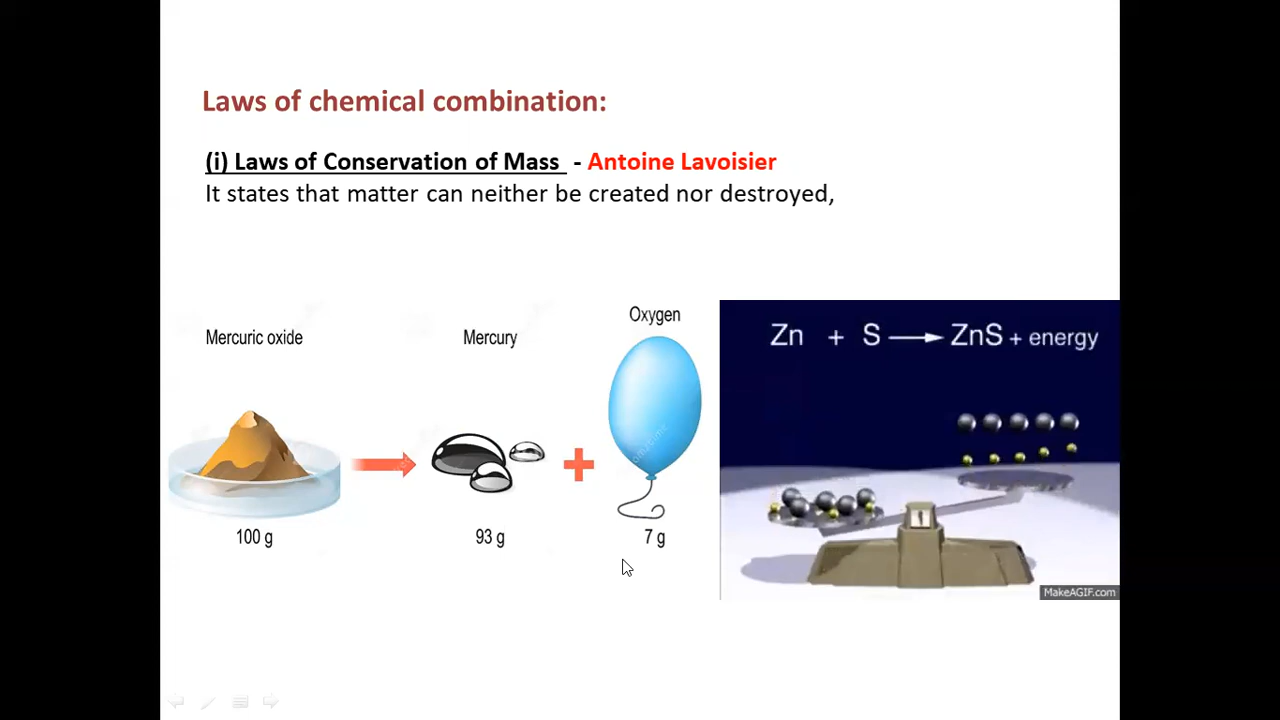 Laws of chemical combination:
(i) Laws of Conservation of Mass - Antoine Lavoisier
It states that matter can neither be created nor destroyed,
Mercuric oxide
Mercury
Oxygen
100 g
93 g
7 g
Zn + S → ZnS + energy
MakeAGIF.com